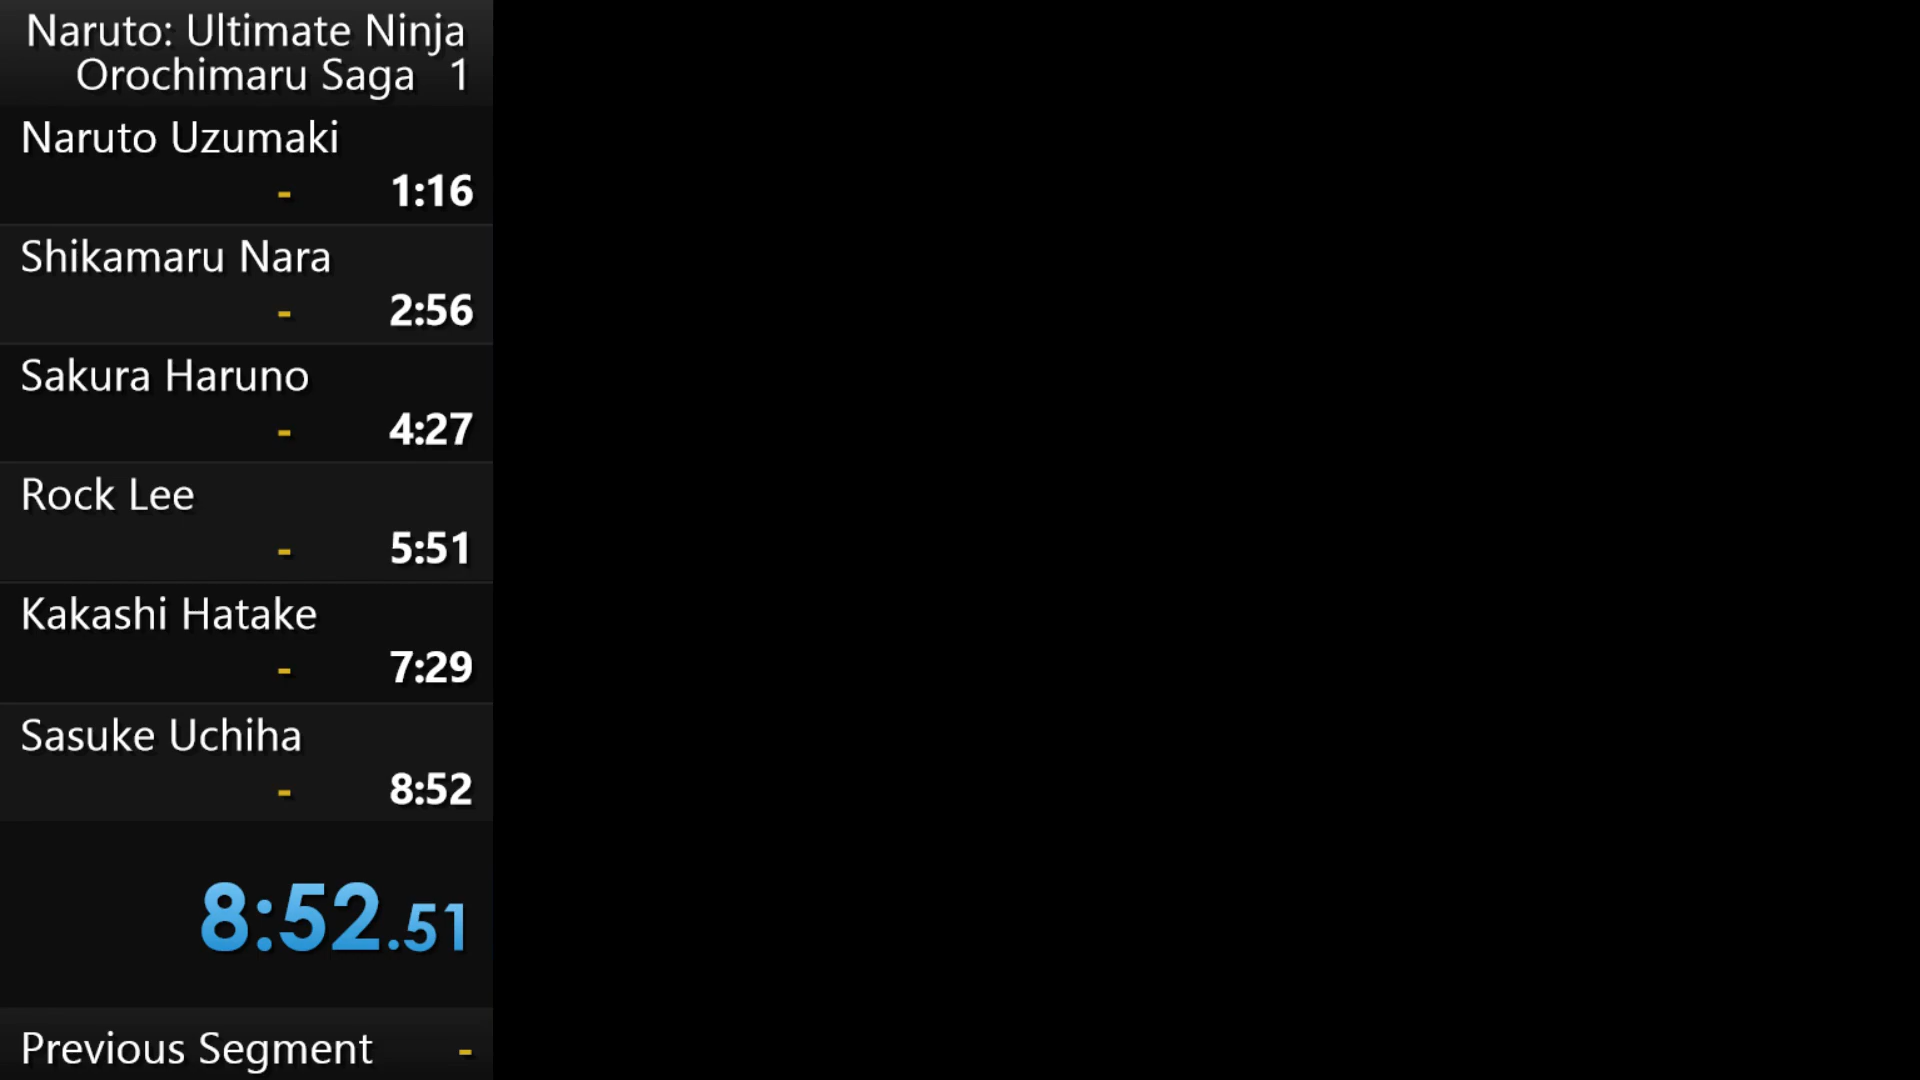 Naruto: Ultimate Ninja
Orochimaru Saga 1
Naruto Uzumaki
- 1:16
Shikamaru Nara
- 2:56
Sakura Haruno
- 4:27
Rock Lee
- 5:51
Kakashi Hatake
- 7:29
Sasuke Uchiha
- 8:52
8:52.51
Previous Segment -